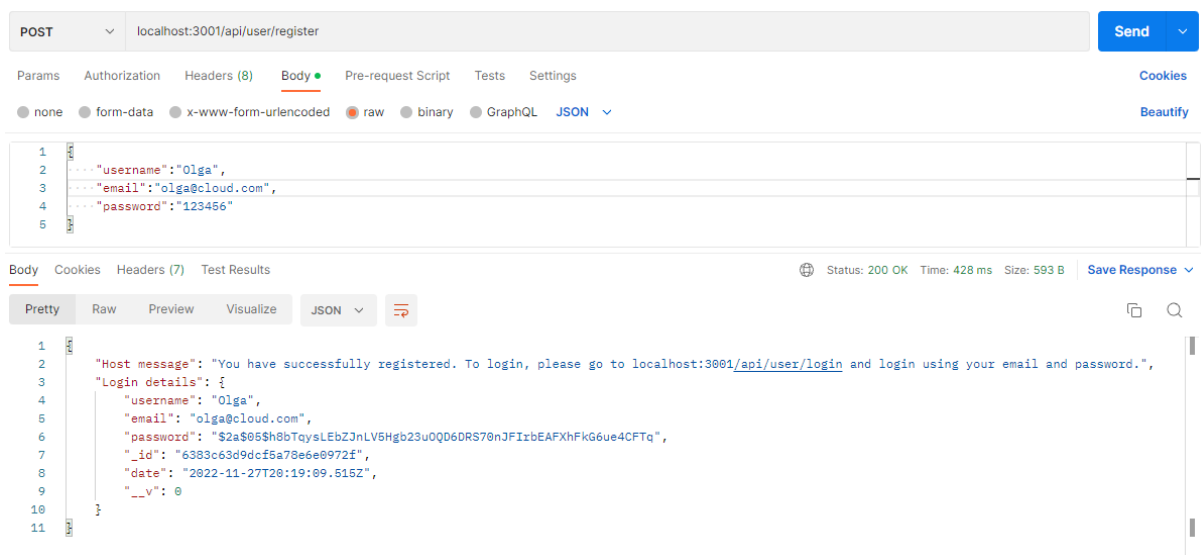 POST localhost:3001/api/user/register Send
Params Authorization Headers (8) Body Pre-request Script Tests Settings Cookies
none form-data x-www-form-urlencoded raw binary GraphQL JSON Beautify
1 {
2 "username":"Olga",
3 "email":"olga@cloud.com",
4 "password":"123456"
5 }
Body Cookies Headers (7) Test Results Status: 200 OK Time: 428 ms Size: 593 B Save Response
Pretty Raw Preview Visualize JSON
1 {
2 "Host message": "You have successfully registered. To login, please go to localhost:3001/api/user/login and login using your email and password.",
3 "Login details": {
4 "username": "Olga",
5 "email": "olga@cloud.com",
6 "password": "$2a$05$h8bTqysLEbZJnLV5Hgb23uOQD6DRS70nJFIrbEAFXhFkG6ue4CFTq",
7 "_id": "6383c63d9dcf5a78e6e0972f",
8 "date": "2022-11-27T20:19:09.515Z",
9 "__v": 0
10 }
11 }